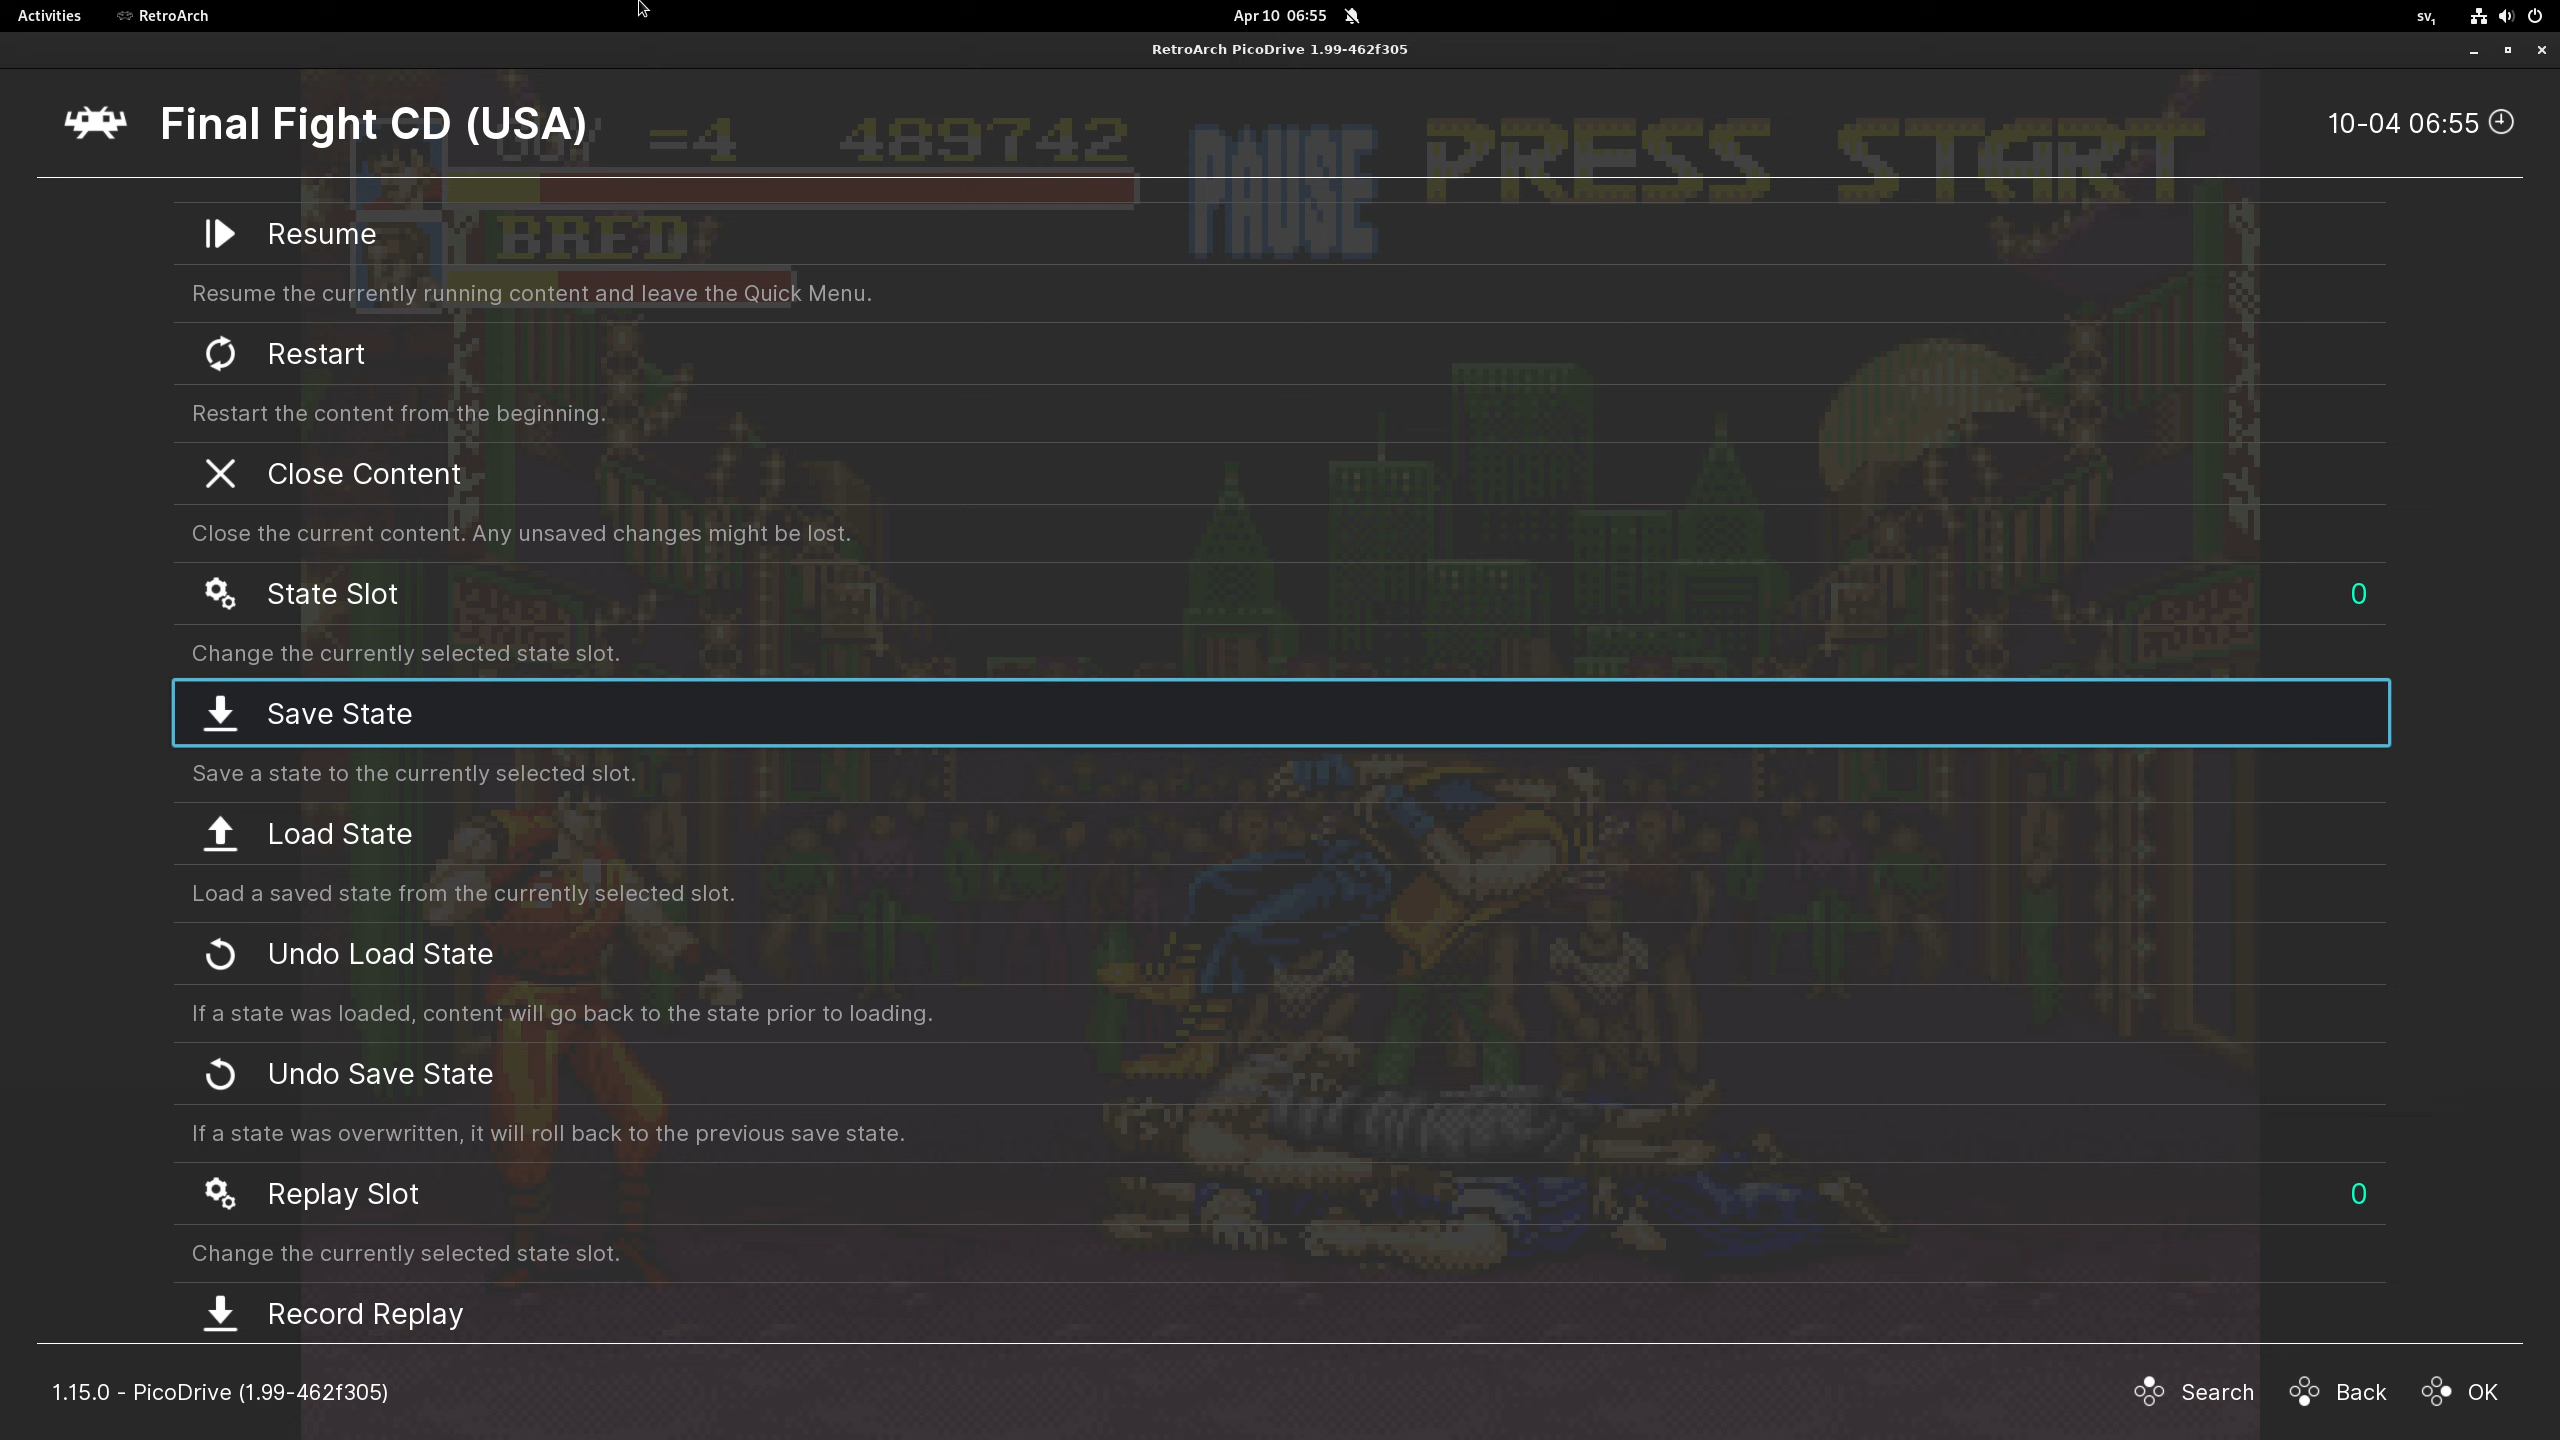 Activities RetroArch Apr 10 06:55 sv1
RetroArch PicoDrive 1.99-462f305
Final Fight CD (USA) 10-04 06:55
GUY =4 489742 PAUSE PRESS START
Resume
BRED
Resume the currently running content and leave the Quick Menu.
Restart
Restart the content from the beginning.
Close Content
Close the current content. Any unsaved changes might be lost.
State Slot 0
Change the currently selected state slot.
Save State
Save a state to the currently selected slot.
Load State
Load a saved state from the currently selected slot.
Undo Load State
If a state was loaded, content will go back to the state prior to loading.
Undo Save State
If a state was overwritten, it will roll back to the previous save state.
Replay Slot 0
Change the currently selected state slot.
Record Replay
1.15.0 - PicoDrive (1.99-462f305) Search Back OK